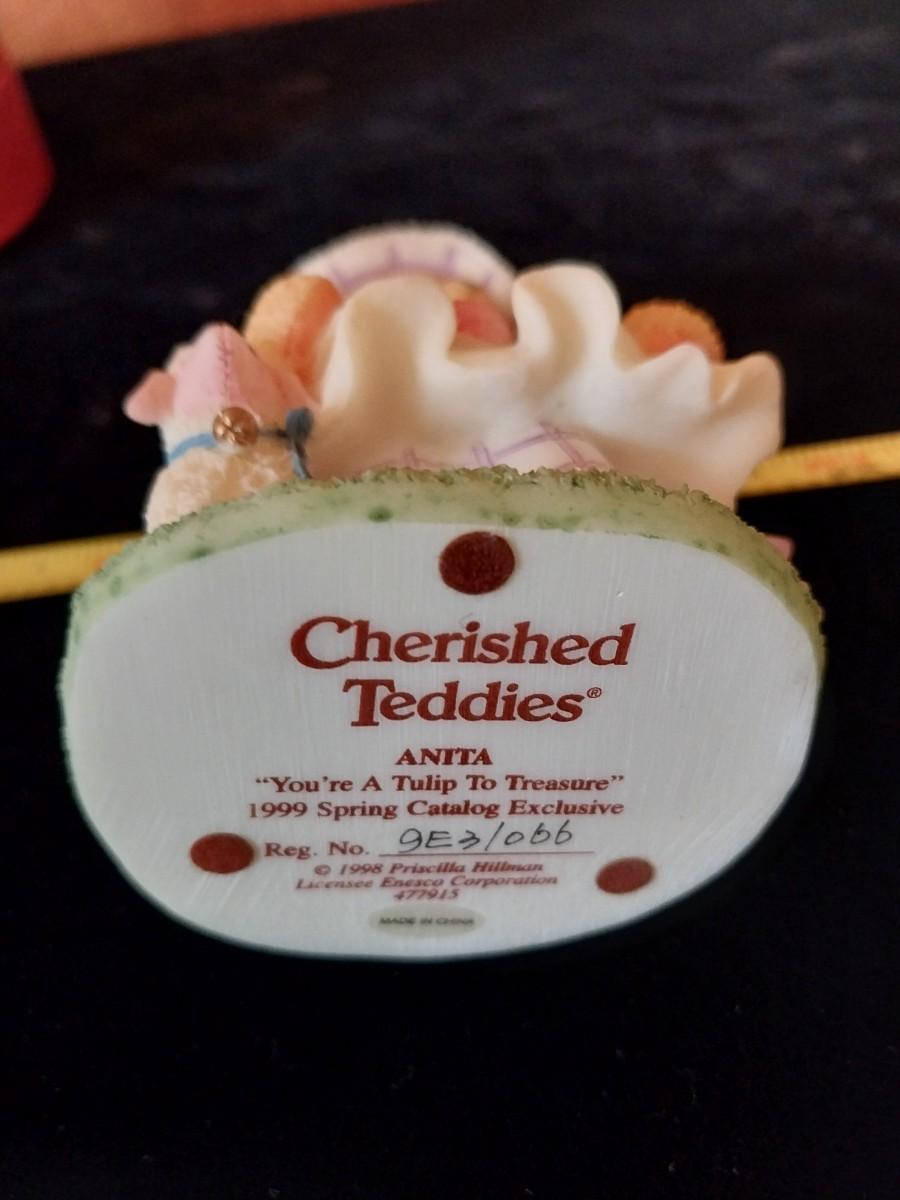 Cherished
Teddies®
ANITA
"You're A Tulip To Treasure"
1999 Spring Catalog Exclusive
Reg. No. 9E3/066
© 1998 Priscilla Hillman
Licensee Enesco Corporation
477915
MADE IN CHINA